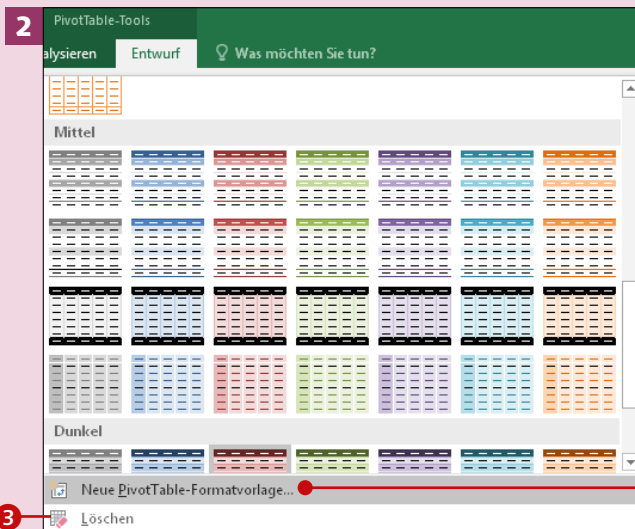 2
PivotTable-Tools
alysieren Entwurf Was möchten Sie tun?
Mittel
Dunkel
Neue PivotTable-Formatvorlage...
3 Löschen